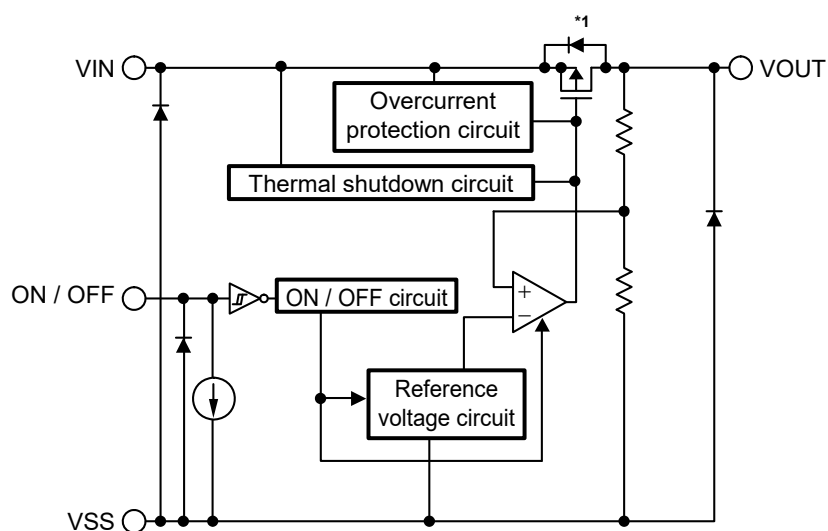 *1
VIN
VOUT
Overcurrent
protection circuit
Thermal shutdown circuit
ON / OFF
ON / OFF circuit
+
−
Reference
voltage circuit
VSS